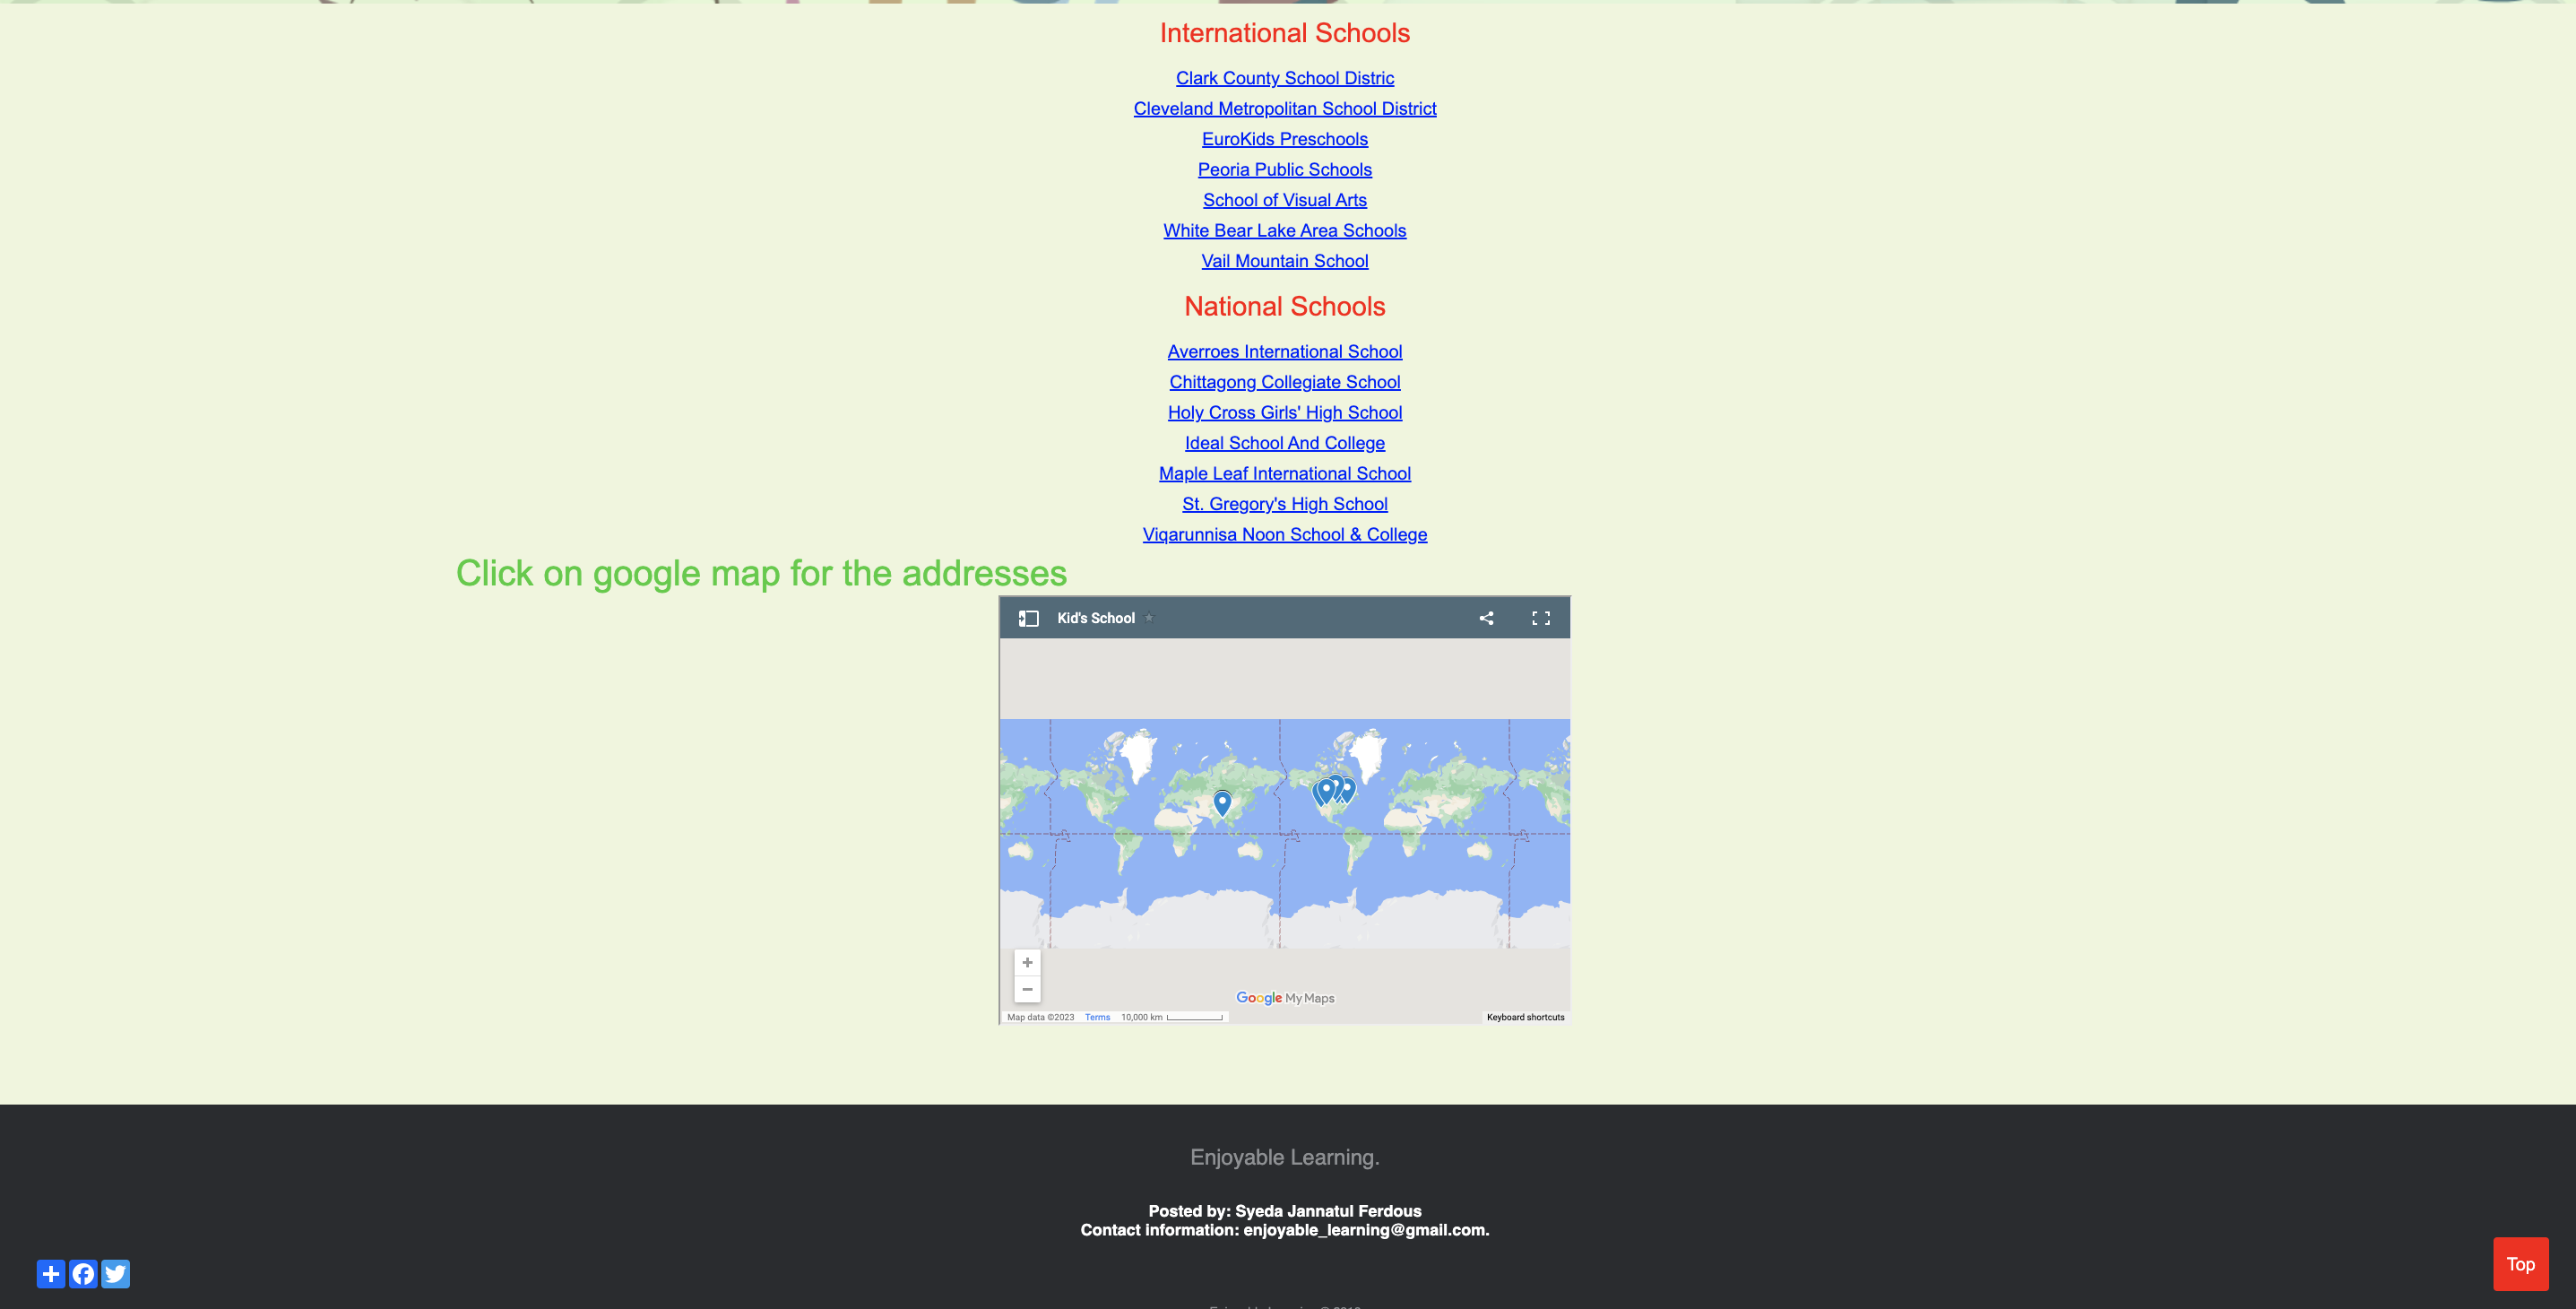 International Schools
Clark County School Distric
Cleveland Metropolitan School District
EuroKids Preschools
Peoria Public Schools
School of Visual Arts
White Bear Lake Area Schools
Vail Mountain School
National Schools
Averroes International School
Chittagong Collegiate School
Holy Cross Girls' High School
Ideal School And College
Maple Leaf International School
St. Gregory's High School
Viqarunnisa Noon School & College
Click on google map for the addresses
Kid's School
Google My Maps
Map data ©2023 Terms 10,000 km
Keyboard shortcuts
Enjoyable Learning.
Posted by: Syeda Jannatul Ferdous
Contact information: enjoyable_learning@gmail.com.
Top